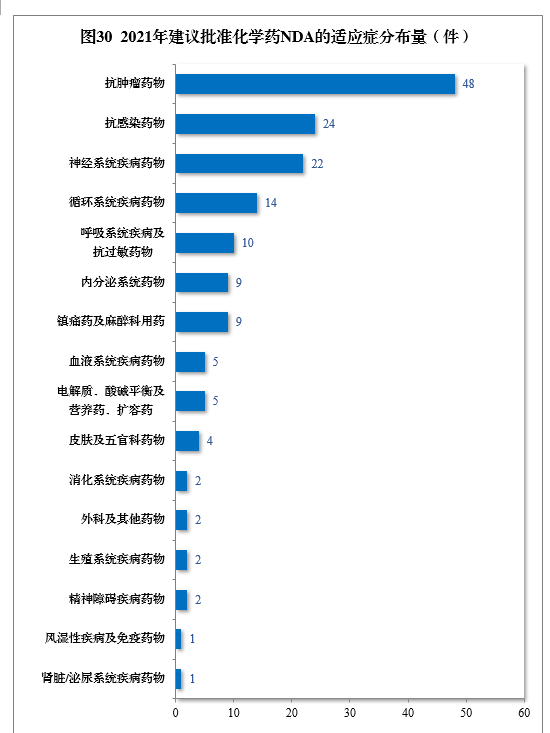 图30 2021年建议批准化学药NDA的适应症分布量（件）
抗肿瘤药物 48
抗感染药物 24
神经系统疾病药物 22
循环系统疾病药物 14
呼吸系统疾病及
抗过敏药物 10
内分泌系统药物 9
镇痛药及麻醉科用药 9
血液系统疾病药物 5
电解质．酸碱平衡及
营养药．扩容药 5
皮肤及五官科药物 4
消化系统疾病药物 2
外科及其他药物 2
生殖系统疾病药物 2
精神障碍疾病药物 2
风湿性疾病及免疫药物 1
肾脏/泌尿系统疾病药物 1
0 10 20 30 40 50 60